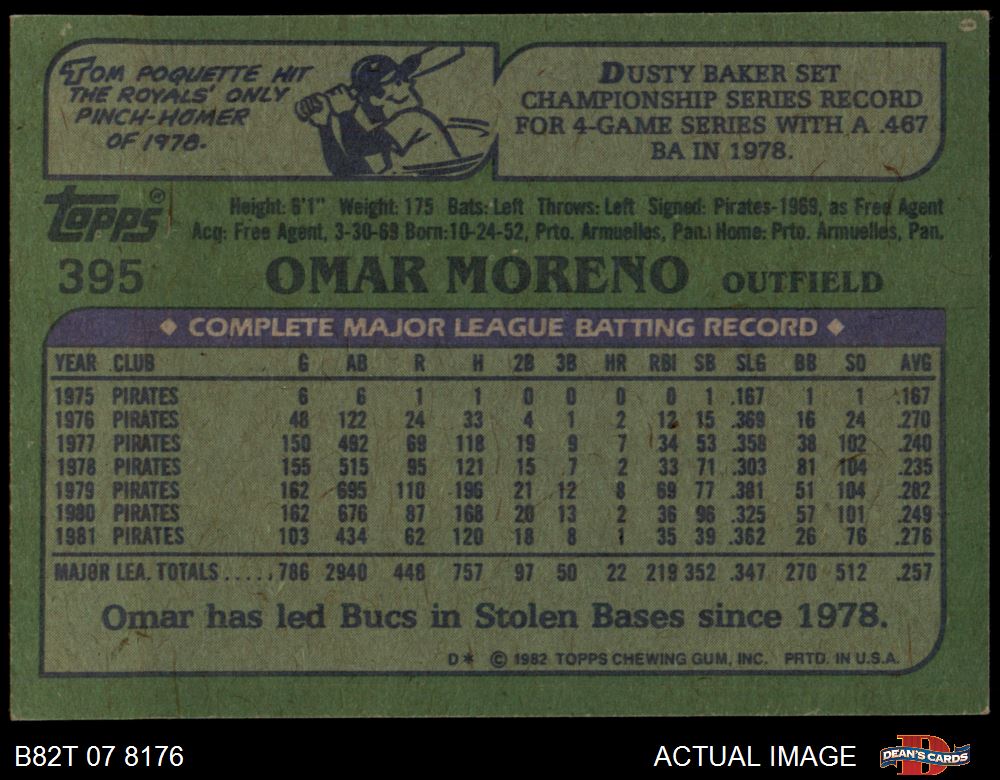 TOM POQUETTE HIT
THE ROYALS' ONLY
PINCH-HOMER
OF 1978.
DUSTY BAKER SET
CHAMPIONSHIP SERIES RECORD
FOR 4-GAME SERIES WITH A .467
BA IN 1978.
TOPPS®
Height: 6'1" Weight: 175 Bats: Left Throws: Left Signed: Pirates-1969, as Free Agent
Acq: Free Agent, 3-30-69 Born: 10-24-52, Prto. Armuelles, Pan. Home: Prto. Armuelles, Pan.
395 OMAR MORENO OUTFIELD
◆ COMPLETE MAJOR LEAGUE BATTING RECORD ◆
YEAR CLUB G AB R H 2B 3B HR RBI SB SLG BB SO AVG
1975 PIRATES 6 6 1 1 0 0 0 0 1 .167 1 1 .167
1976 PIRATES 48 122 24 33 4 1 2 12 15 .369 16 24 .270
1977 PIRATES 150 492 69 118 19 9 7 34 53 .358 38 102 .240
1978 PIRATES 155 515 95 121 15 7 2 33 71 .303 81 104 .235
1979 PIRATES 162 695 110 196 21 12 8 69 77 .381 51 104 .282
1980 PIRATES 162 676 87 168 20 13 2 36 96 .325 57 101 .249
1981 PIRATES 103 434 62 120 18 8 1 35 39 .362 26 76 .276
MAJOR LEA. TOTALS ..... 786 2940 448 757 97 50 22 219 352 .347 270 512 .257
Omar has led Bucs in Stolen Bases since 1978.
D* © 1982 TOPPS CHEWING GUM, INC. PRTD. IN U.S.A.
B82T 07 8176 ACTUAL IMAGE DEAN'S CARDS